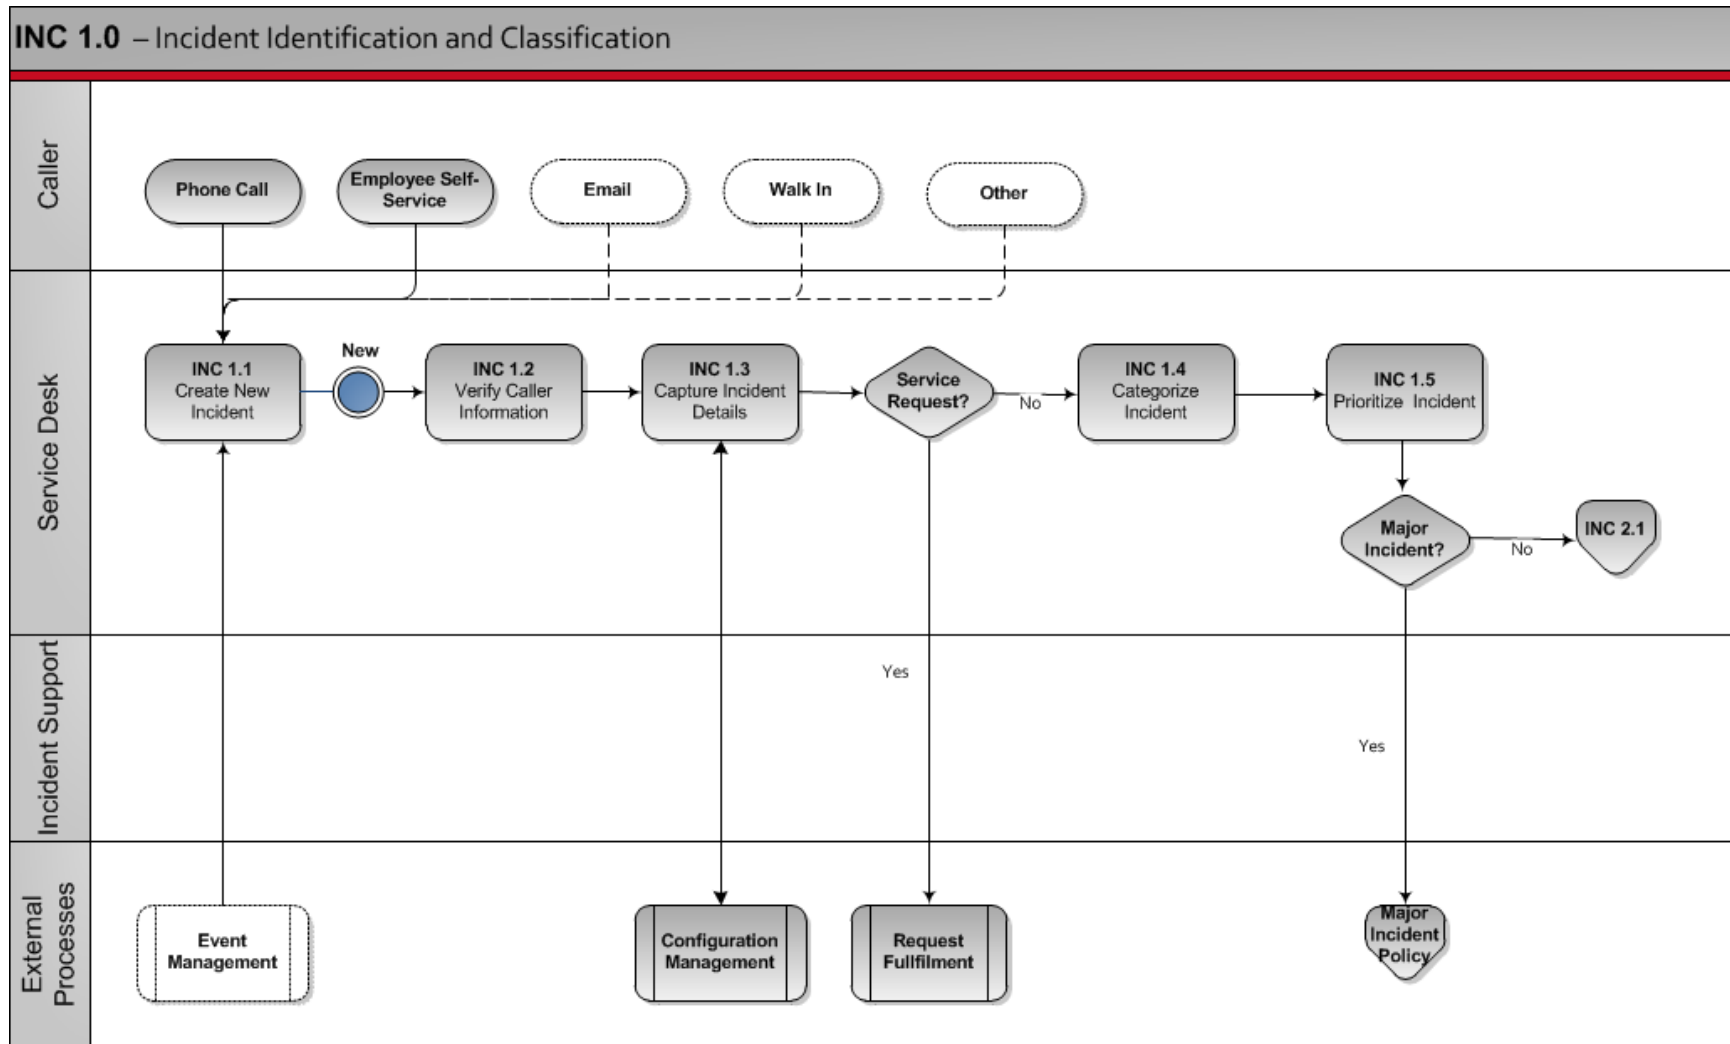 INC 1.0 – Incident Identification and Classification
Caller
Phone Call
Employee Self-
Service
Email
Walk In
Other
Service Desk
INC 1.1
Create New
Incident
New
INC 1.2
Verify Caller
Information
INC 1.3
Capture Incident
Details
Service
Request?
No
INC 1.4
Categorize
Incident
INC 1.5
Prioritize Incident
Major
Incident?
No
INC 2.1
Incident Support
Yes
Yes
External
Processes
Event
Management
Configuration
Management
Request
Fullfilment
Major
Incident
Policy